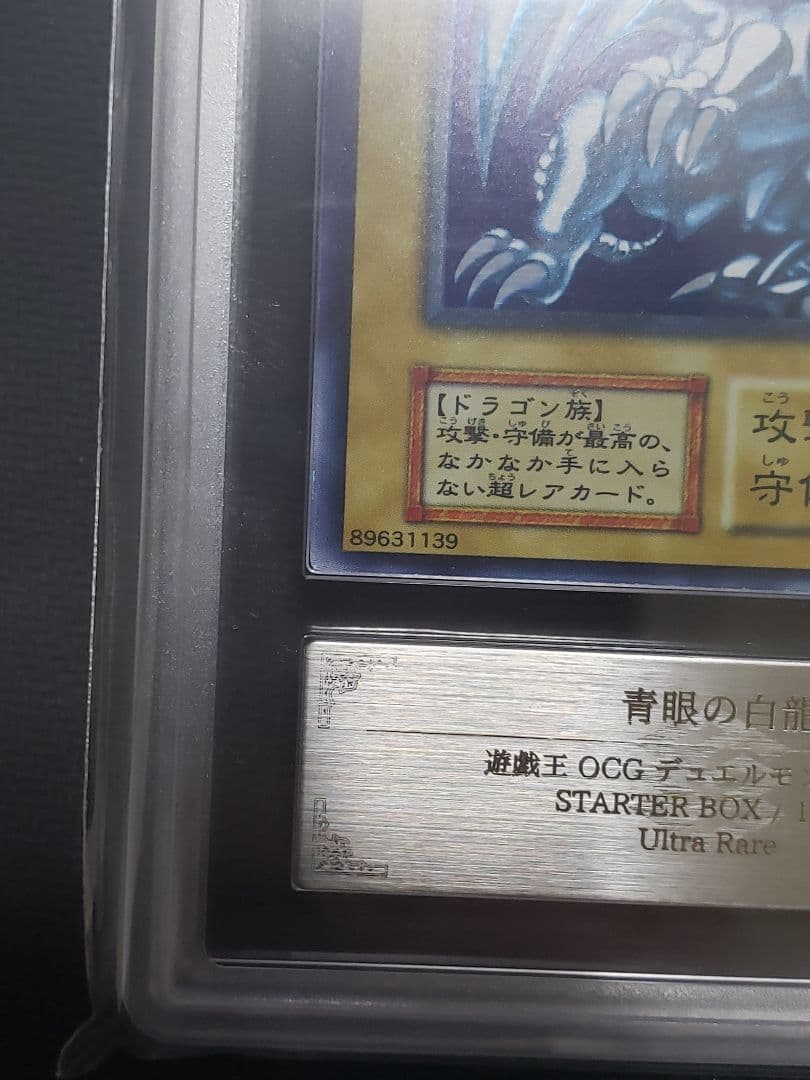 【ドラゴン族】
攻撃・守備が最高の、
なかなか手に入ら
ない超レアカード。
攻
守
89631139
青眼の白龍
遊戯王 OCG デュエルモ
STARTER BOX /
Ultra Rare